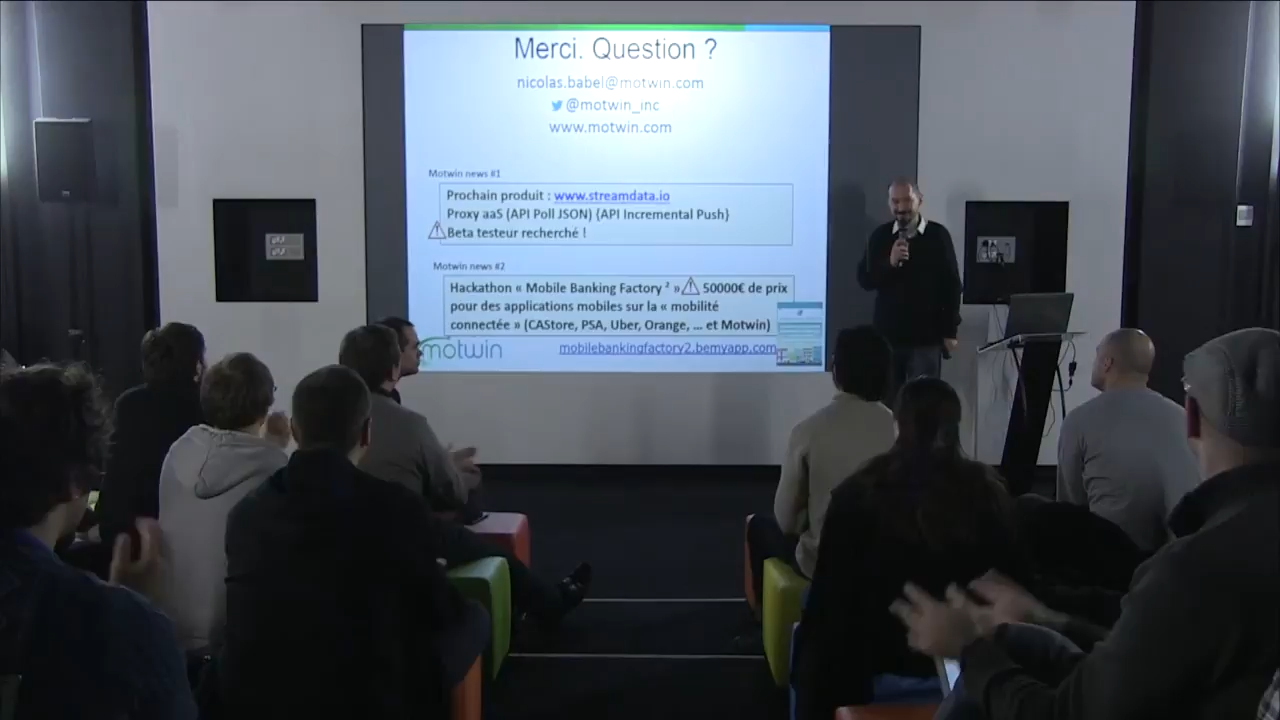 Merci. Question ?
nicolas.babel@motwin.com
@motwin_inc
www.motwin.com
Motwin news #1
Prochain produit : www.streamdata.io
Proxy aaS (API Poll JSON) {API Incremental Push}
Beta testeur recherché !
Motwin news #2
Hackathon « Mobile Banking Factory ² » 50000€ de prix
pour des applications mobiles sur la « mobilité
connectée » (CAStore, PSA, Uber, Orange, ... et Motwin)
motwin
mobilebankingfactory2.bemyapp.com